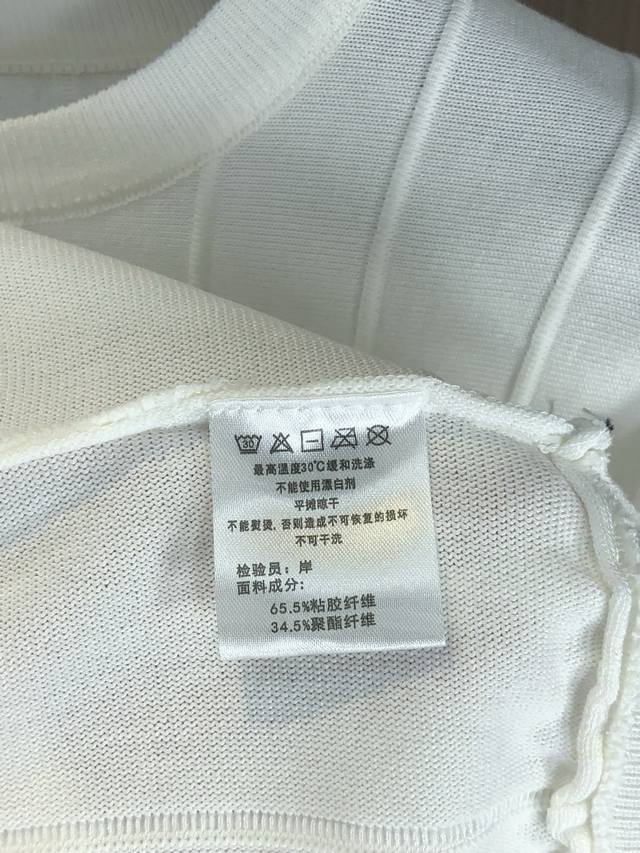 30
最高温度30℃缓和洗涤
不能使用漂白剂
平摊晾干
不能熨烫，否则造成不可恢复的损坏
不可干洗
检验员：岸
面料成分：
65.5%粘胶纤维
34.5%聚酯纤维